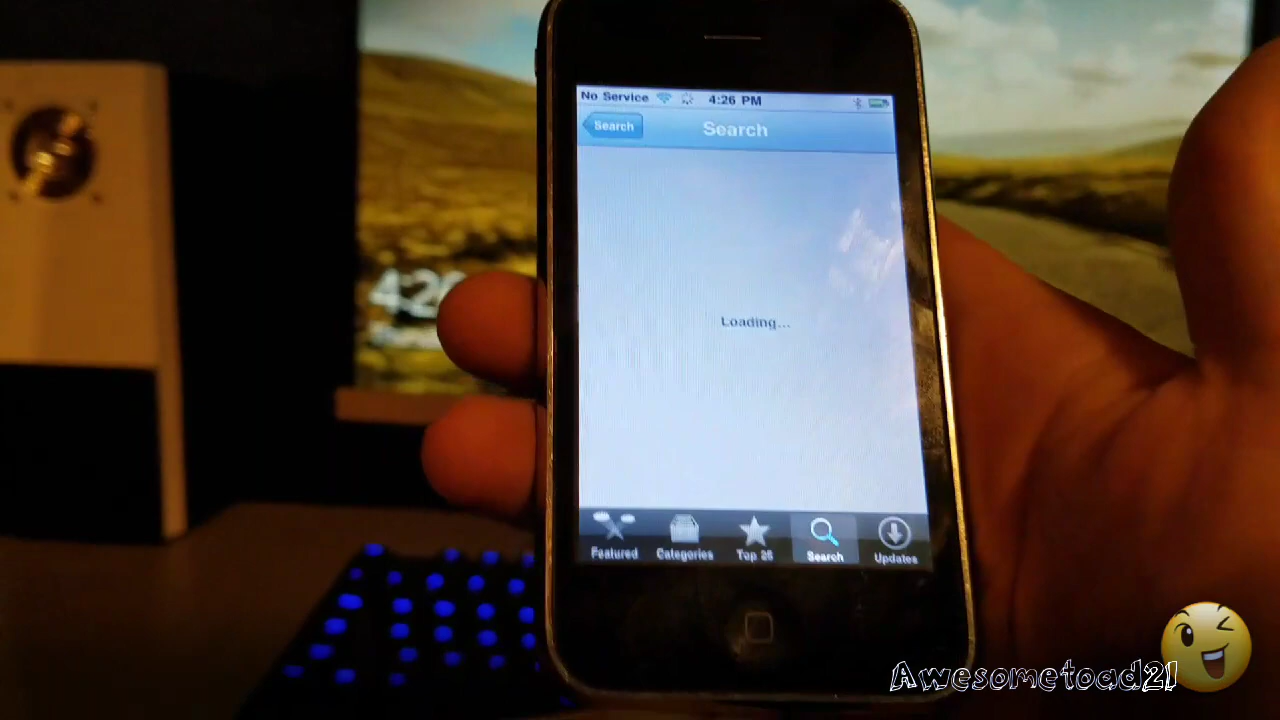 No Service 4:26 PM
Search Search
Loading...
Featured Categories Top 25 Search Updates
Awesometoad21